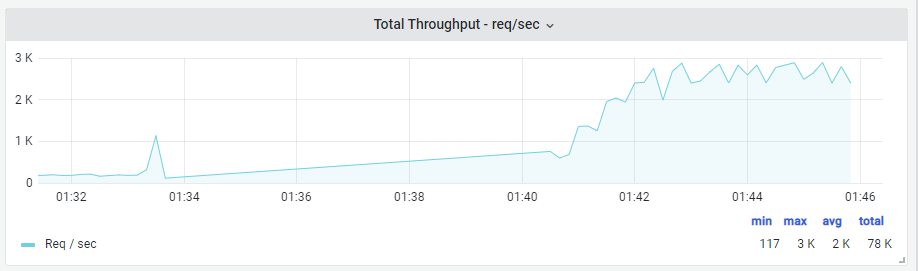 Total Throughput - req/sec
3 K
2 K
1 K
0
01:32 01:34 01:36 01:38 01:40 01:42 01:44 01:46
min max avg total
Req / sec 117 3 K 2 K 78 K